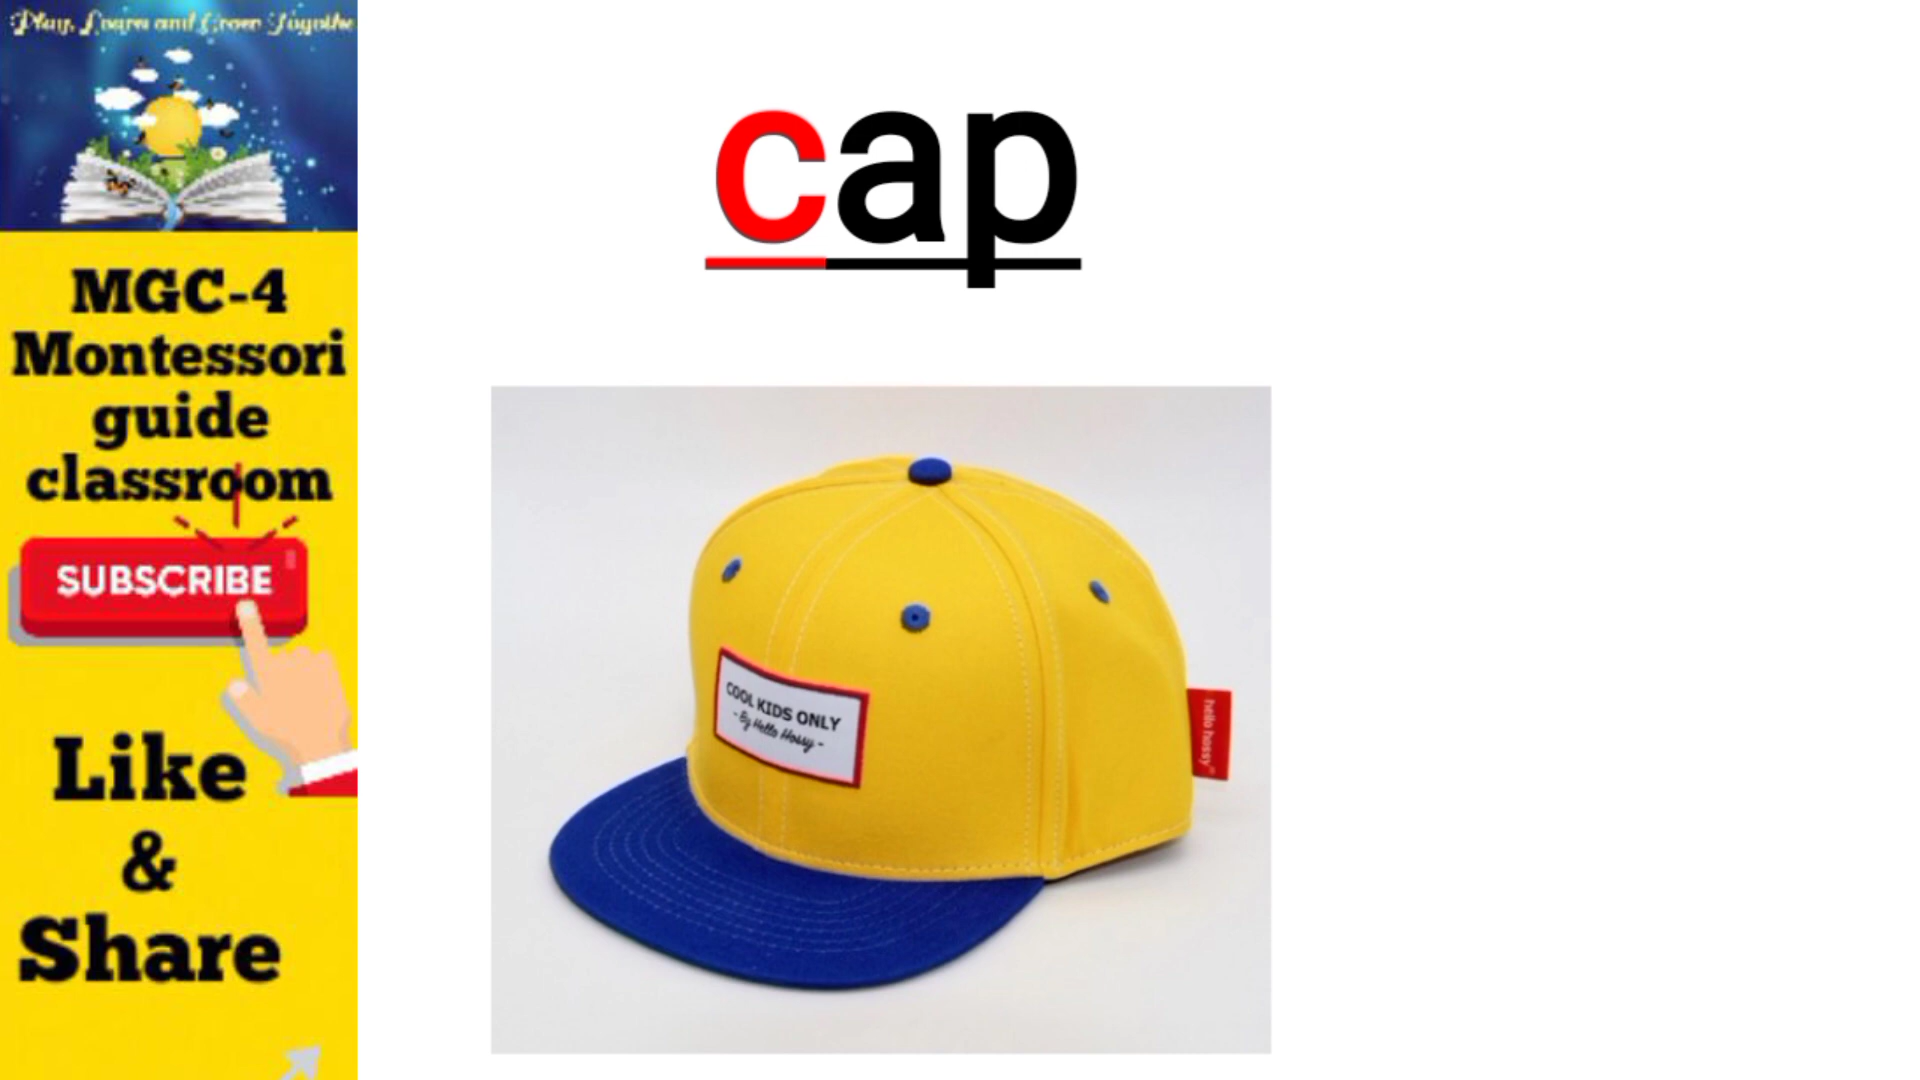 Play, Learn and Grow Togethe
MGC-4
Montessori
guide
classroom
SUBSCRIBE
Like
&
Share
cap
COOL KIDS ONLY
- By Hello Hossy -
hello hossy